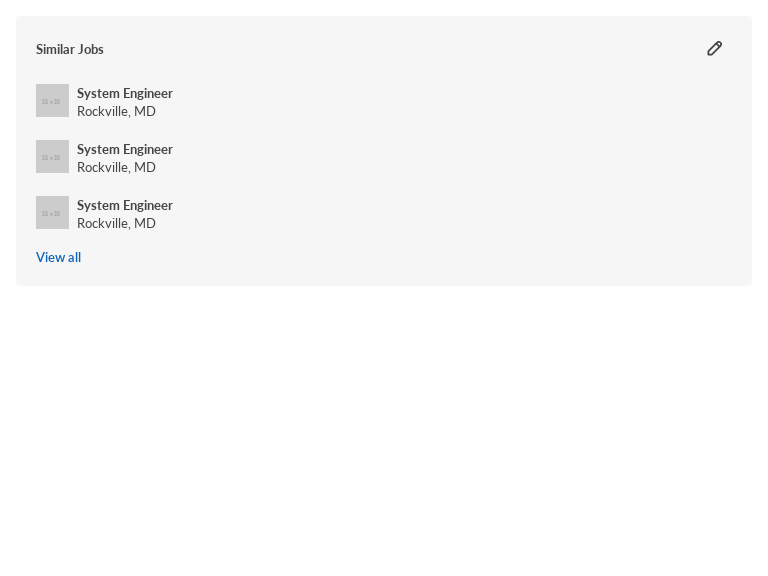 Similar Jobs
System Engineer
Rockville, MD
System Engineer
Rockville, MD
System Engineer
Rockville, MD
View all